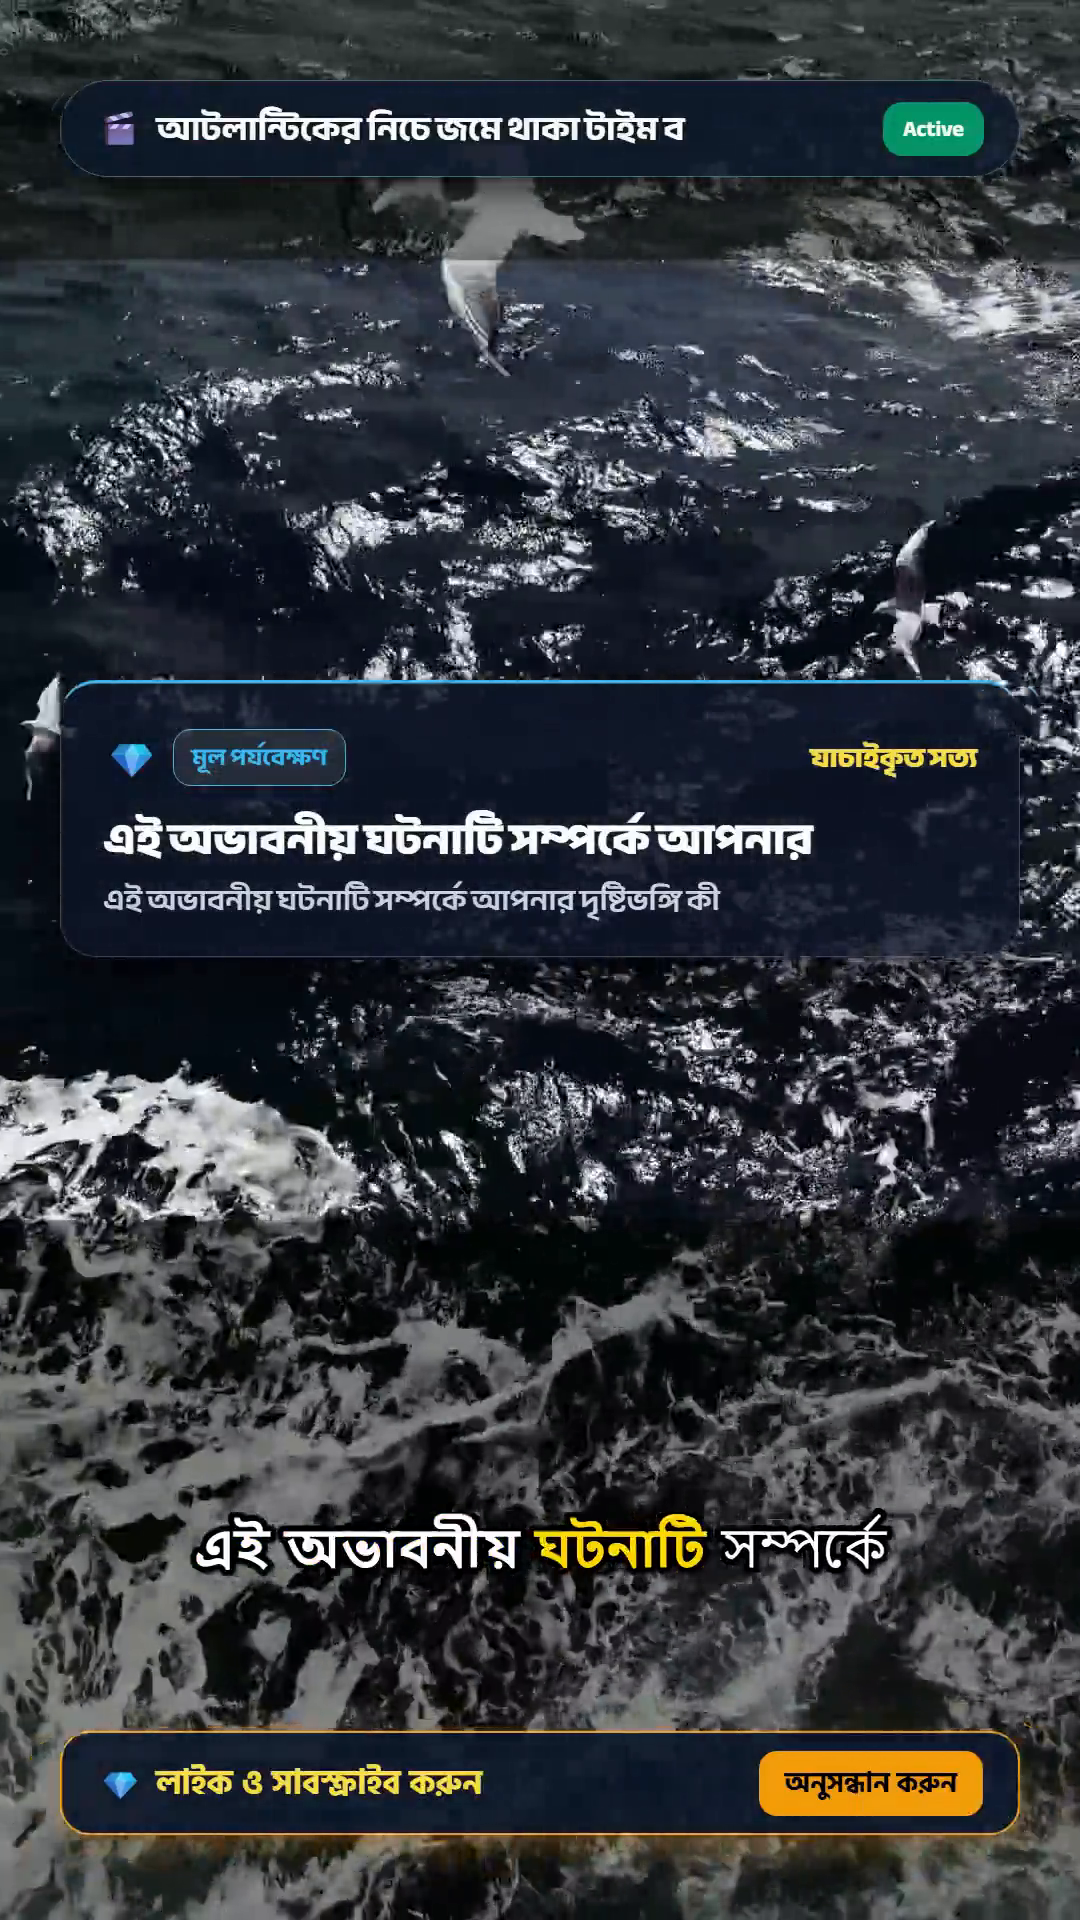 আটলান্টিকের নিচে জমে থাকা টাইম ব
Active
মূল পর্যবেক্ষণ
যাচাইকৃত সত্য
এই অভাবনীয় ঘটনাটি সম্পর্কে আপনার
এই অভাবনীয় ঘটনাটি সম্পর্কে আপনার দৃষ্টিভঙ্গি কী
এই অভাবনীয় ঘটনাটি সম্পর্কে
লাইক ও সাবস্ক্রাইব করুন
অনুসন্ধান করুন